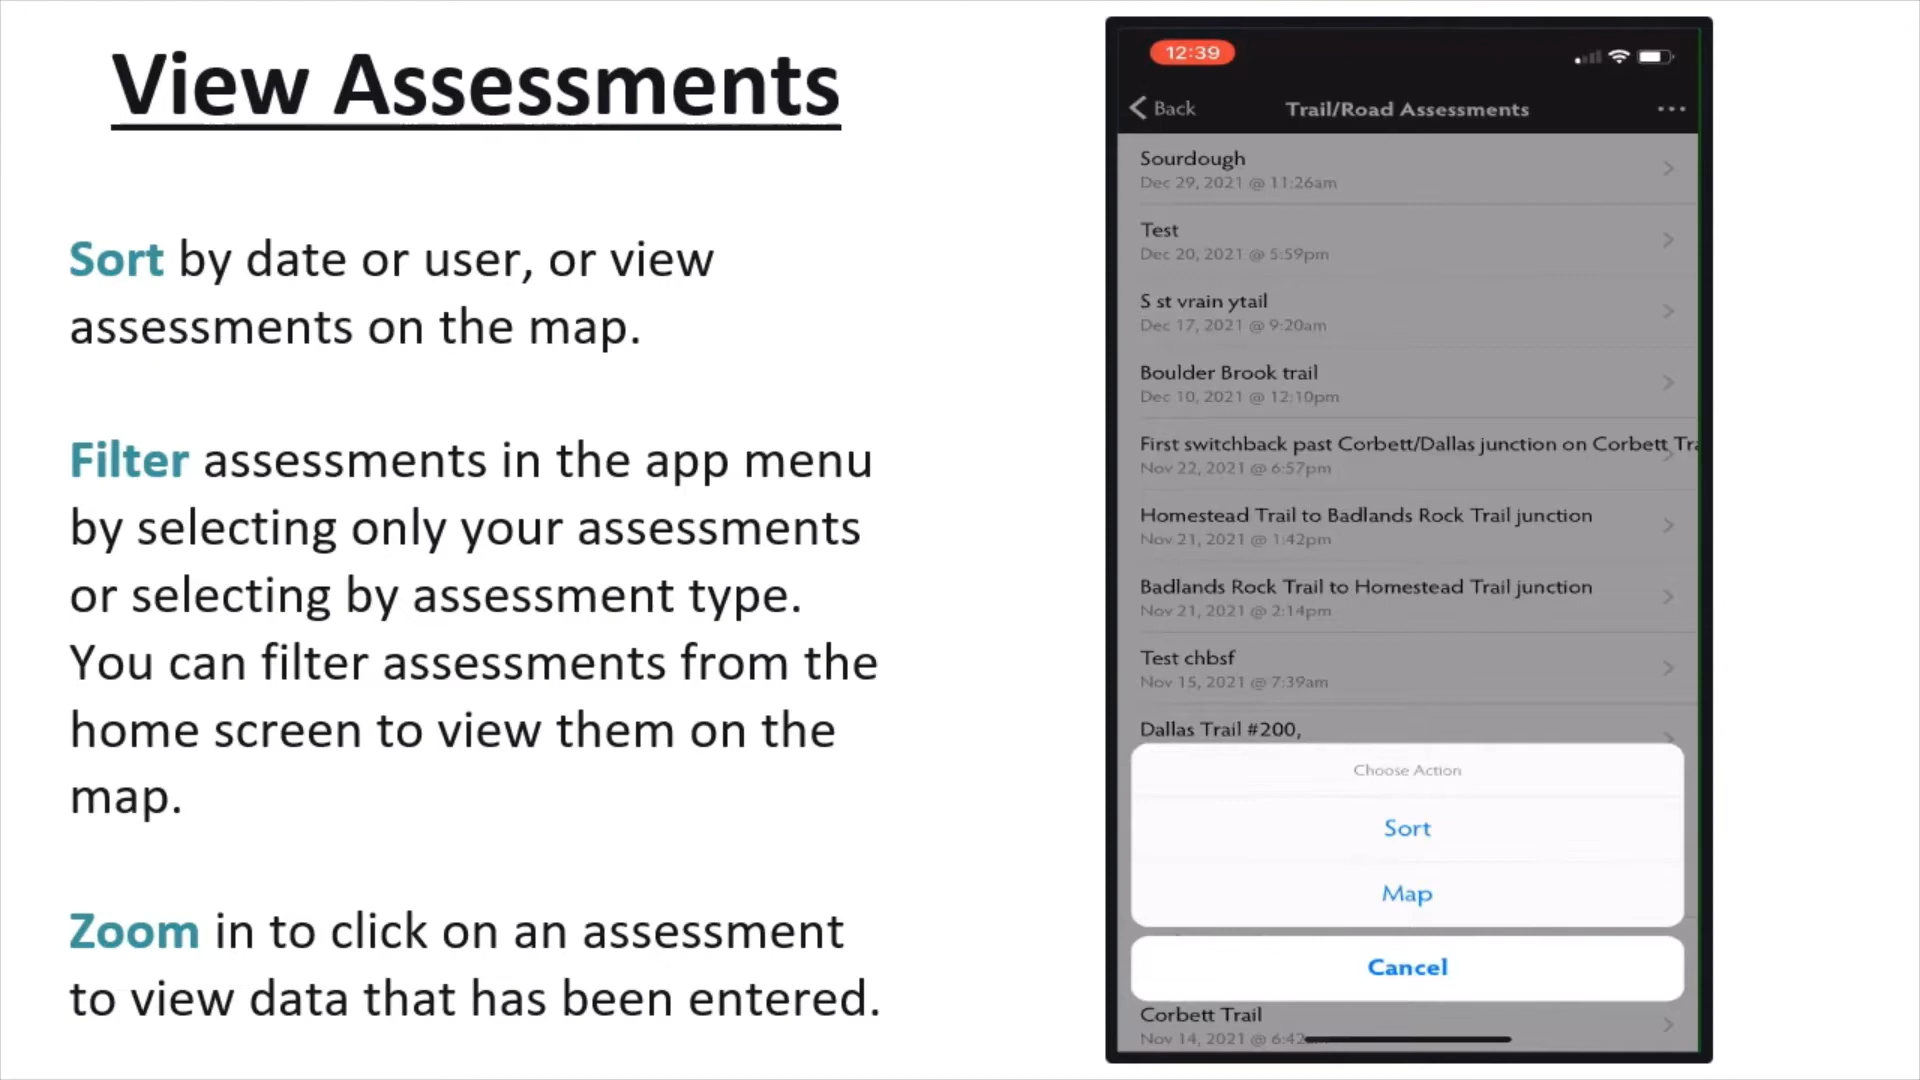 View Assessments
Sort by date or user, or view
assessments on the map.
Filter assessments in the app menu
by selecting only your assessments
or selecting by assessment type.
You can filter assessments from the
home screen to view them on the
map.
Zoom in to click on an assessment
to view data that has been entered.
12:39
Back
Trail/Road Assessments
Sourdough
Dec 29, 2021 @ 11:26am
Test
Dec 20, 2021 @ 5:59pm
S st vrain ytail
Dec 17, 2021 @ 9:20am
Boulder Brook trail
Dec 10, 2021 @ 12:10pm
First switchback past Corbett/Dallas junction on Corbett Tra
Nov 22, 2021 @ 6:57pm
Homestead Trail to Badlands Rock Trail junction
Nov 21, 2021 @ 1:42pm
Badlands Rock Trail to Homestead Trail junction
Nov 21, 2021 @ 2:14pm
Test chbsf
Nov 15, 2021 @ 7:39am
Dallas Trail #200,
Choose Action
Sort
Map
Cancel
Corbett Trail
Nov 14, 2021 @ 6:42